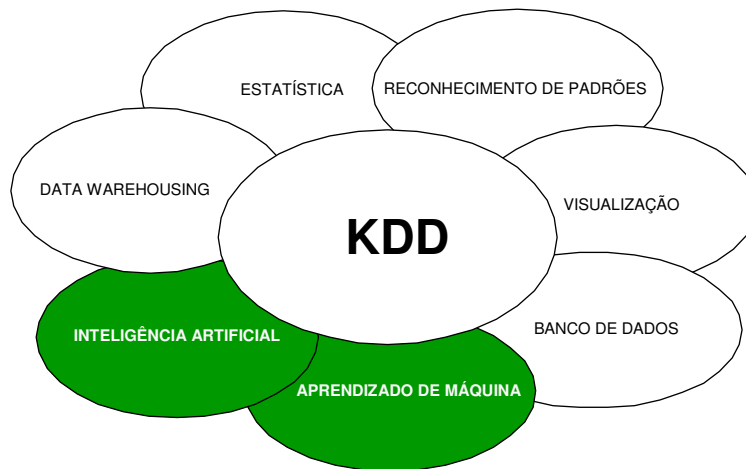 ESTATÍSTICA
RECONHECIMENTO DE PADRÕES
DATA WAREHOUSING
VISUALIZAÇÃO
KDD
INTELIGÊNCIA ARTIFICIAL
BANCO DE DADOS
APRENDIZADO DE MÁQUINA